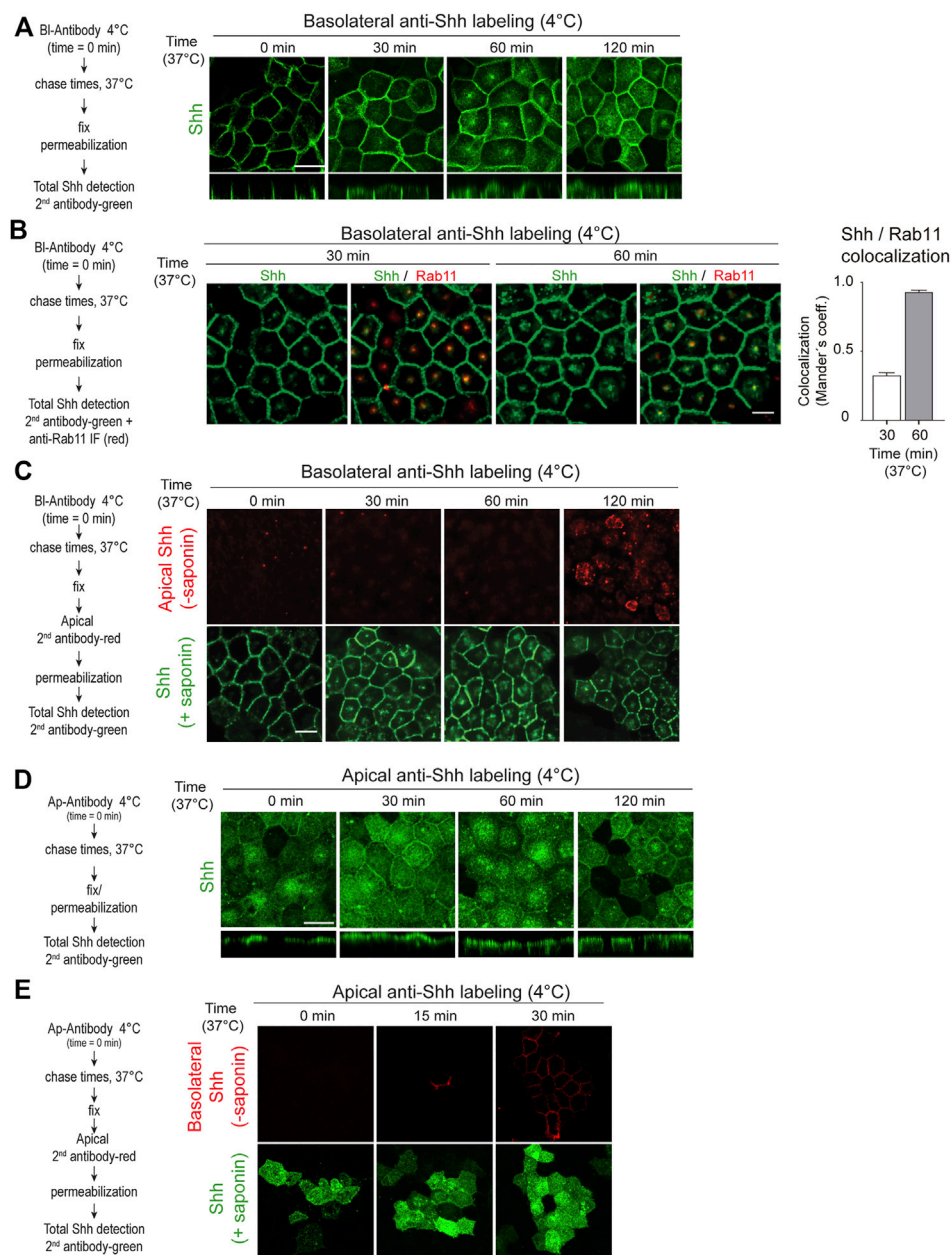 A
Bl-Antibody 4°C
(time = 0 min)
chase times, 37°C
fix
permeabilization
Total Shh detection
2nd antibody-green
Basolateral anti-Shh labeling (4°C)
Time
(37°C)
0 min 30 min 60 min 120 min
Shh
B
Bl-Antibody 4°C
(time = 0 min)
chase times, 37°C
fix
permeabilization
Total Shh detection
2nd antibody-green +
anti-Rab11 IF (red)
Basolateral anti-Shh labeling (4°C)
Time
(37°C)
30 min 60 min
Shh Shh / Rab11 Shh Shh / Rab11
Shh / Rab11
colocalization
Colocalization
(Mander´s coeff.)
1.0
0.5
0
30 60
Time (min)
(37°C)
C
Bl-Antibody 4°C
(time = 0 min)
chase times, 37°C
fix
Apical
2nd antibody-red
permeabilization
Total Shh detection
2nd antibody-green
Basolateral anti-Shh labeling (4°C)
Time
(37°C)
0 min 30 min 60 min 120 min
Apical Shh
(-saponin)
Shh
(+ saponin)
D
Ap-Antibody 4°C
(time = 0 min)
chase times, 37°C
fix/
permeabilization
Total Shh detection
2nd antibody-green
Apical anti-Shh labeling (4°C)
Time
(37°C)
0 min 30 min 60 min 120 min
Shh
E
Ap-Antibody 4°C
(time = 0 min)
chase times, 37°C
fix
Apical
2nd antibody-red
permeabilization
Total Shh detection
2nd antibody-green
Apical anti-Shh labeling (4°C)
Time
(37°C)
0 min 15 min 30 min
Basolateral
Shh
(-saponin)
Shh
(+ saponin)